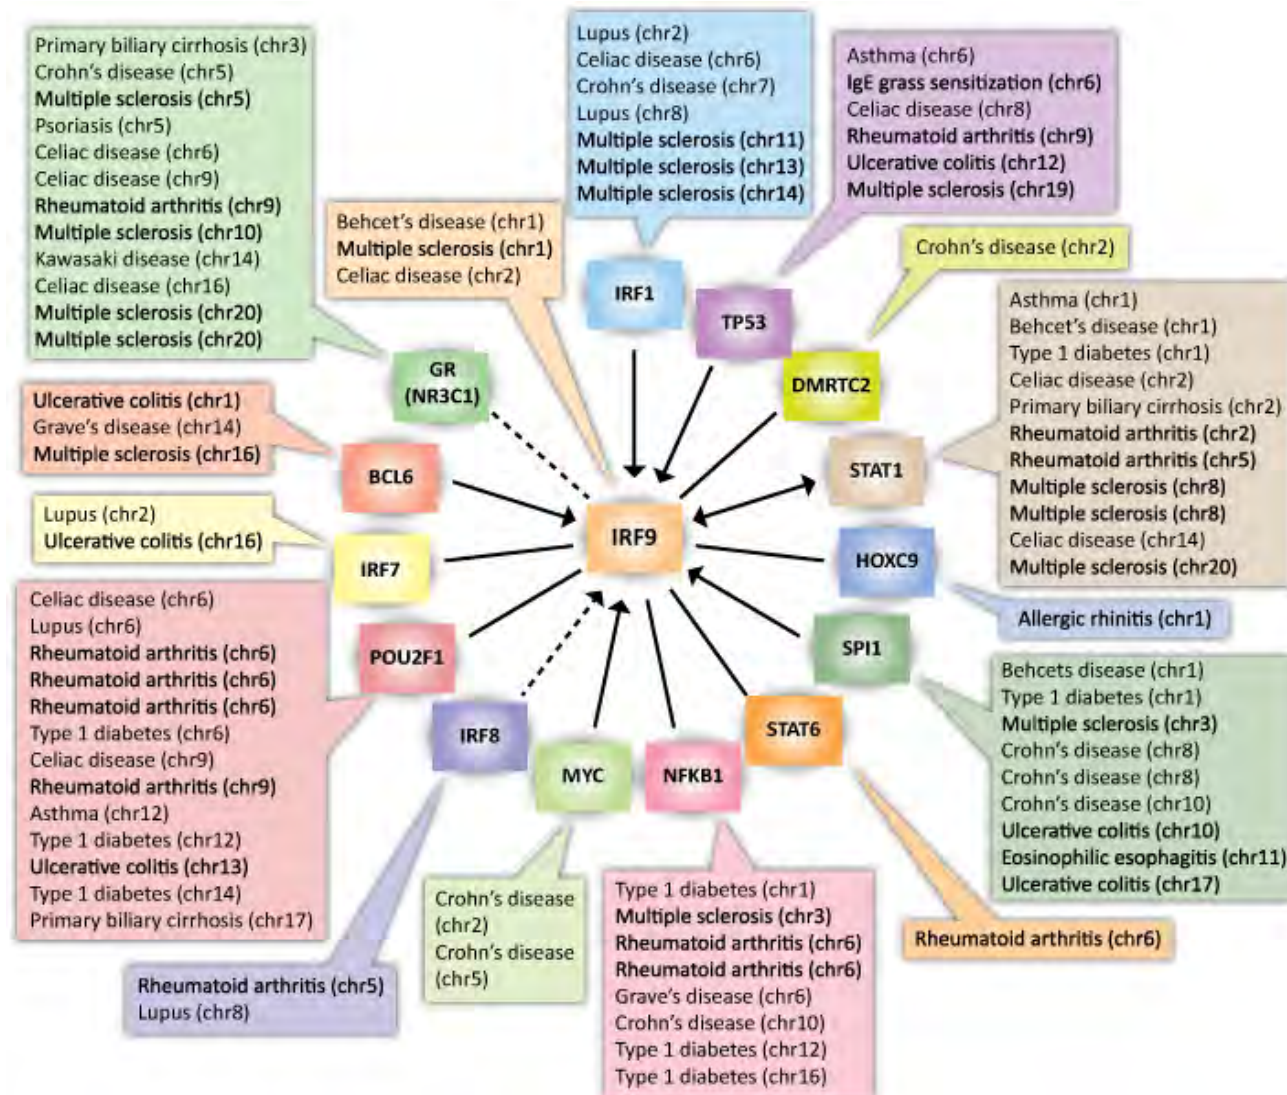 Primary biliary cirrhosis (chr3)
Crohn's disease (chr5)
Multiple sclerosis (chr5)
Psoriasis (chr5)
Celiac disease (chr6)
Celiac disease (chr9)
Rheumatoid arthritis (chr9)
Multiple sclerosis (chr10)
Kawasaki disease (chr14)
Celiac disease (chr16)
Multiple sclerosis (chr20)
Multiple sclerosis (chr20)
Behcet's disease (chr1)
Multiple sclerosis (chr1)
Celiac disease (chr2)
Lupus (chr2)
Celiac disease (chr6)
Crohn's disease (chr7)
Lupus (chr8)
Multiple sclerosis (chr11)
Multiple sclerosis (chr13)
Multiple sclerosis (chr14)
Asthma (chr6)
IgE grass sensitization (chr6)
Celiac disease (chr8)
Rheumatoid arthritis (chr9)
Ulcerative colitis (chr12)
Multiple sclerosis (chr19)
Crohn's disease (chr2)
Asthma (chr1)
Behcet's disease (chr1)
Type 1 diabetes (chr1)
Celiac disease (chr2)
Primary biliary cirrhosis (chr2)
Rheumatoid arthritis (chr2)
Rheumatoid arthritis (chr5)
Multiple sclerosis (chr8)
Multiple sclerosis (chr8)
Celiac disease (chr14)
Multiple sclerosis (chr20)
IRF1
TP53
DMRTC2
GR
(NR3C1)
STAT1
BCL6
IRF9
HOXC9
IRF7
SPI1
POU2F1
STAT6
IRF8
MYC
NFKB1
Ulcerative colitis (chr1)
Grave's disease (chr14)
Multiple sclerosis (chr16)
Lupus (chr2)
Ulcerative colitis (chr16)
Celiac disease (chr6)
Lupus (chr6)
Rheumatoid arthritis (chr6)
Rheumatoid arthritis (chr6)
Rheumatoid arthritis (chr6)
Type 1 diabetes (chr6)
Celiac disease (chr9)
Rheumatoid arthritis (chr9)
Asthma (chr12)
Type 1 diabetes (chr12)
Ulcerative colitis (chr13)
Type 1 diabetes (chr14)
Primary biliary cirrhosis (chr17)
Allergic rhinitis (chr1)
Behcets disease (chr1)
Type 1 diabetes (chr1)
Multiple sclerosis (chr3)
Crohn's disease (chr8)
Crohn's disease (chr8)
Crohn's disease (chr10)
Ulcerative colitis (chr10)
Eosinophilic esophagitis (chr11)
Ulcerative colitis (chr17)
Rheumatoid arthritis (chr5)
Lupus (chr8)
Crohn's disease
(chr2)
Crohn's disease
(chr5)
Type 1 diabetes (chr1)
Multiple sclerosis (chr3)
Rheumatoid arthritis (chr6)
Rheumatoid arthritis (chr6)
Grave's disease (chr6)
Crohn's disease (chr10)
Type 1 diabetes (chr12)
Type 1 diabetes (chr16)
Rheumatoid arthritis (chr6)